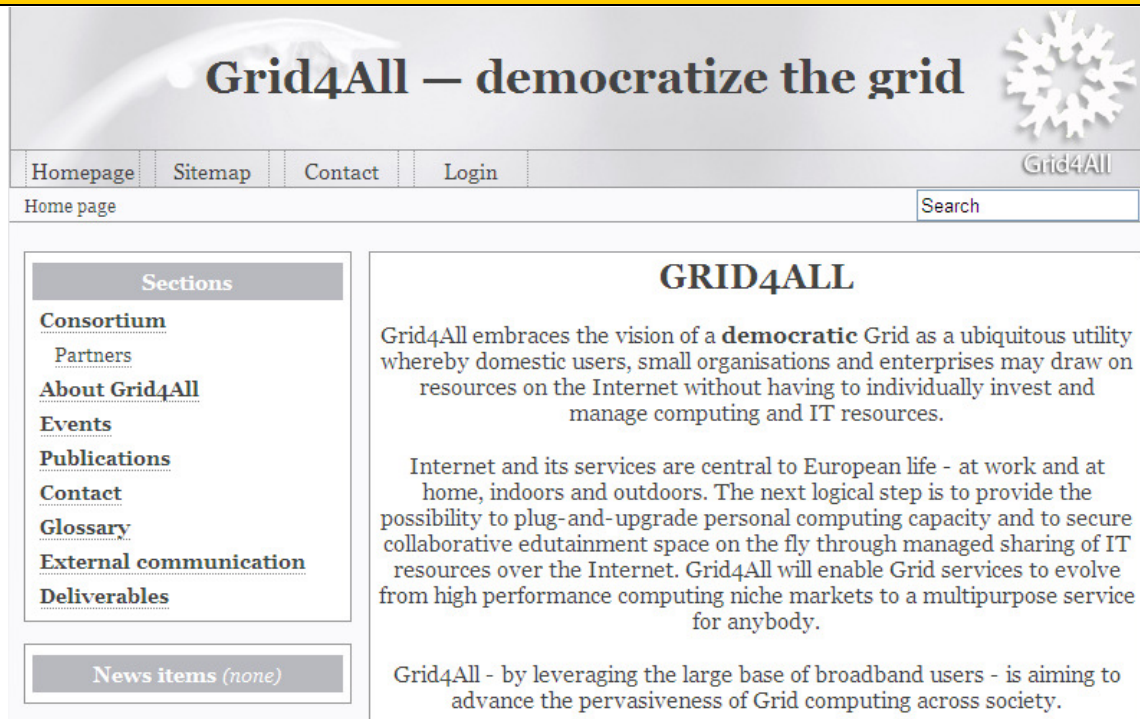 Grid4All — democratize the grid
Grid4All
Homepage Sitemap Contact Login
Home page
Search
Sections
Consortium
Partners
About Grid4All
Events
Publications
Contact
Glossary
External communication
Deliverables
News items (none)
GRID4ALL
Grid4All embraces the vision of a democratic Grid as a ubiquitous utility
whereby domestic users, small organisations and enterprises may draw on
resources on the Internet without having to individually invest and
manage computing and IT resources.
Internet and its services are central to European life - at work and at
home, indoors and outdoors. The next logical step is to provide the
possibility to plug-and-upgrade personal computing capacity and to secure
collaborative edutainment space on the fly through managed sharing of IT
resources over the Internet. Grid4All will enable Grid services to evolve
from high performance computing niche markets to a multipurpose service
for anybody.
Grid4All - by leveraging the large base of broadband users - is aiming to
advance the pervasiveness of Grid computing across society.